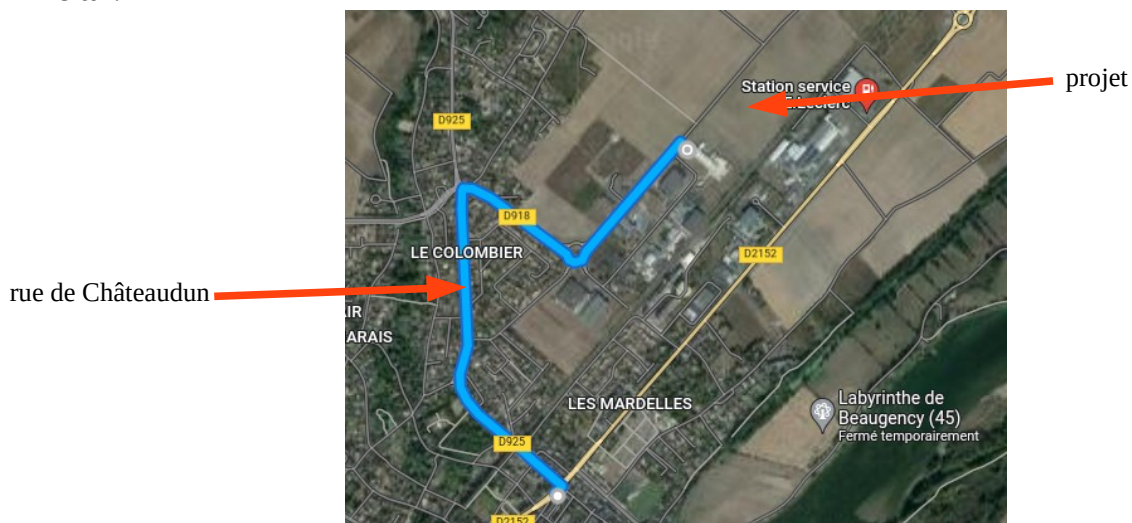 projet
Station service
E.Leclerc
D925
D918
LE COLOMBIER
D2152
rue de Châteaudun
ARAIS
LES MARDELLES
Labyrinthe de
Beaugency (45)
Fermé temporairement
D925
D2152